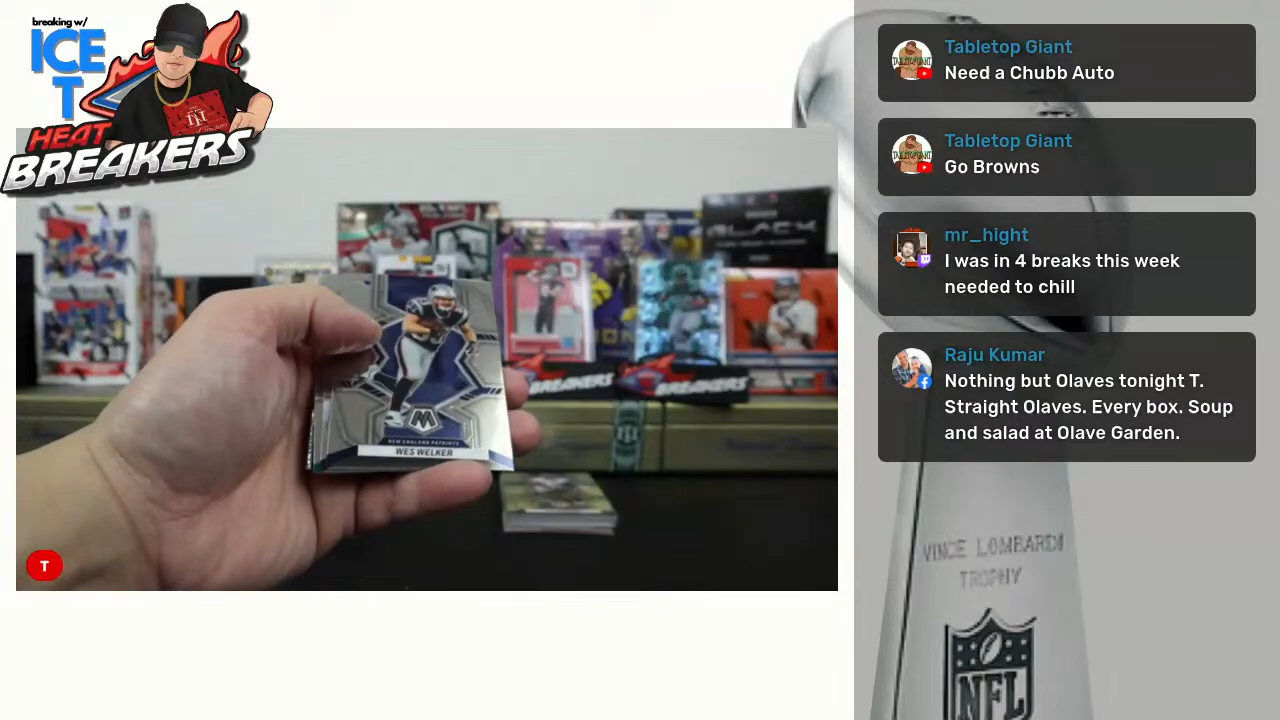 breaking w/
ICE
T
HEAT
BREAKERS
BLACK
M
NEW ENGLAND PATRIOTS
WES WELKER
BREAKERS
BREAKERS
T
Tabletop Giant
Need a Chubb Auto
Tabletop Giant
Go Browns
mr_hight
I was in 4 breaks this week
needed to chill
Raju Kumar
Nothing but Olaves tonight T.
Straight Olaves. Every box. Soup
and salad at Olave Garden.
VINCE LOMBARDI
TROPHY
NFL